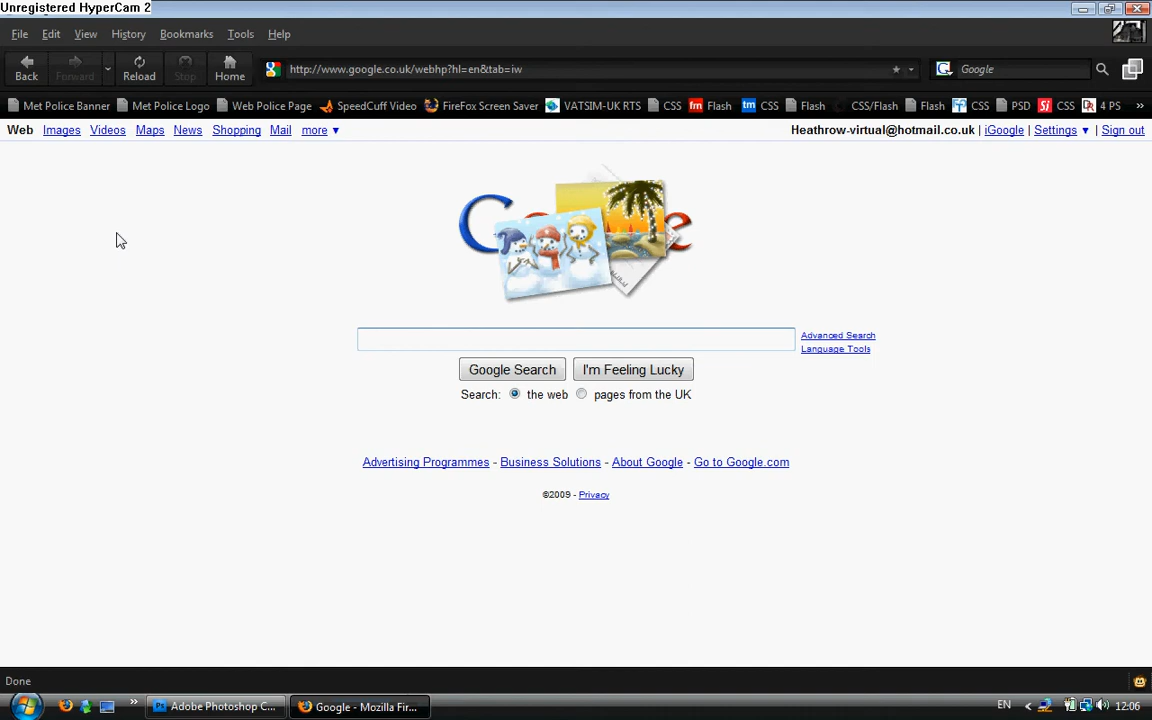 Unregistered HyperCam 2
File Edit View History Bookmarks Tools Help
Back Forward Reload Stop Home http://www.google.co.uk/webhp?hl=en&tab=iw Google
Met Police Banner Met Police Logo Web Police Page SpeedCuff Video FireFox Screen Saver VATSIM-UK RTS CSS Flash CSS Flash CSS/Flash Flash CSS PSD CSS 4 PS »
Web Images Videos Maps News Shopping Mail more ▼ Heathrow-virtual@hotmail.co.uk | iGoogle | Settings ▼ | Sign out
Advanced Search
Language Tools
Google Search I'm Feeling Lucky
Search: the web pages from the UK
Advertising Programmes - Business Solutions - About Google - Go to Google.com
©2009 - Privacy
Done
» Adobe Photoshop C... Google - Mozilla Fir... EN < 12:06